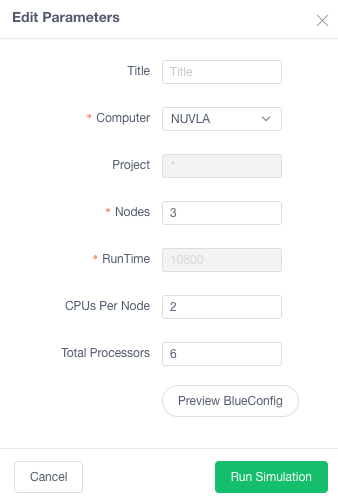 Edit Parameters
Title Title
* Computer NUVLA
Project *
* Nodes 3
* RunTime 10800
CPUs Per Node 2
Total Processors 6
Preview BlueConfig
Cancel Run Simulation